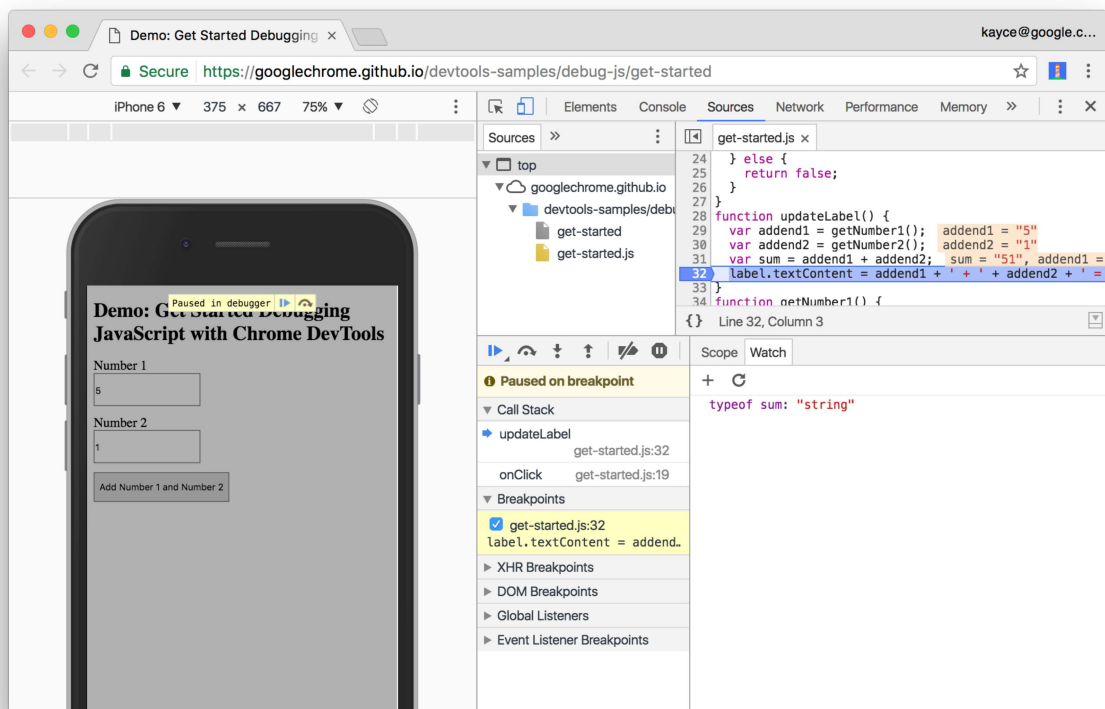 Demo: Get Started Debugging ×
kayce@google.c...
Secure https://googlechrome.github.io/devtools-samples/debug-js/get-started
iPhone 6 ▼ 375 × 667 75% ▼
Elements Console Sources Network Performance Memory »
Sources »
get-started.js ×
top
googlechrome.github.io
devtools-samples/debu
get-started
get-started.js
24 } else {
25 return false;
26 }
27 }
28 function updateLabel() {
29 var addend1 = getNumber1(); addend1 = "5"
30 var addend2 = getNumber2(); addend2 = "1"
31 var sum = addend1 + addend2; sum = "51", addend1 =
32 label.textContent = addend1 + ' + ' + addend2 + ' =
33 }
34 function getNumber1() {
{} Line 32, Column 3
Paused in debugger
Demo: Get Started Debugging
JavaScript with Chrome DevTools
Number 1
5
Number 2
1
Add Number 1 and Number 2
Paused on breakpoint
Call Stack
updateLabel
get-started.js:32
onClick get-started.js:19
Breakpoints
get-started.js:32
label.textContent = addend…
XHR Breakpoints
DOM Breakpoints
Global Listeners
Event Listener Breakpoints
Scope Watch
typeof sum: "string"